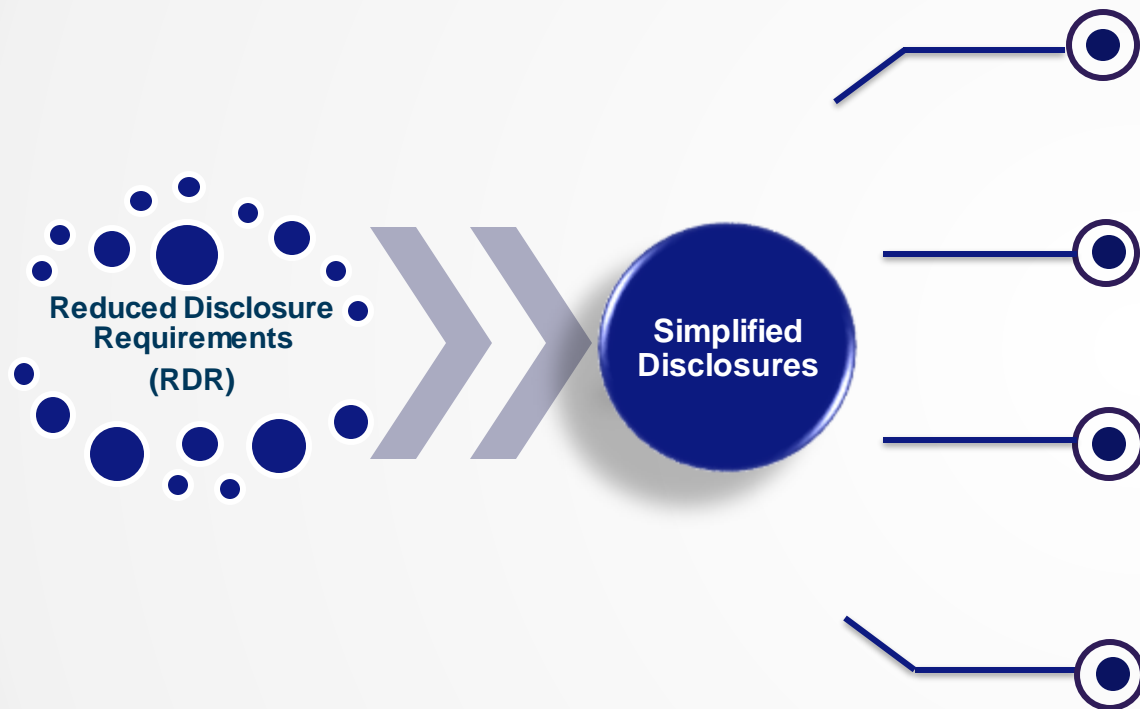 Reduced Disclosure
Requirements
(RDR)
Simplified
Disclosures